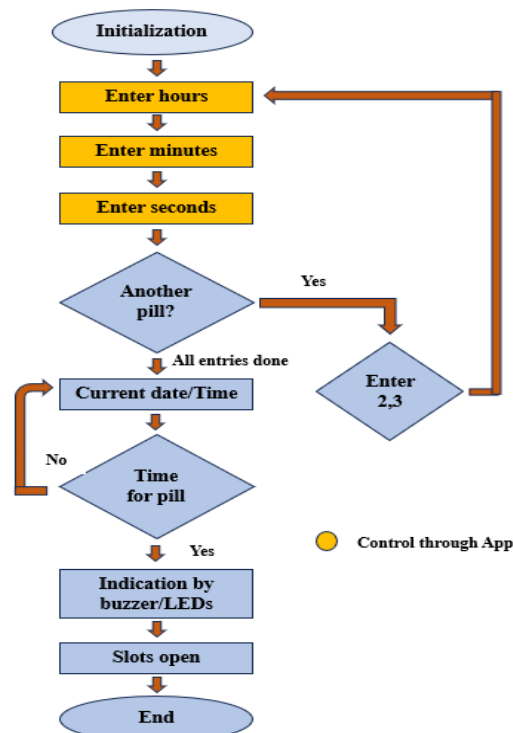 Initialization
Enter hours
Enter minutes
Enter seconds
Another
pill?
Yes
Enter
2,3
All entries done
Current date/Time
No
Time
for pill
Yes
Control through App
Indication by
buzzer/LEDs
Slots open
End